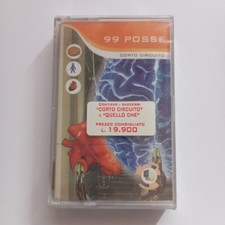 99 POSSE
CORTO CIRCUITO
CONTIENE I SUCCESSI
"CORTO CIRCUITO"
E "QUELLO CHE"
PREZZO CONSIGLIATO
L. 19.900